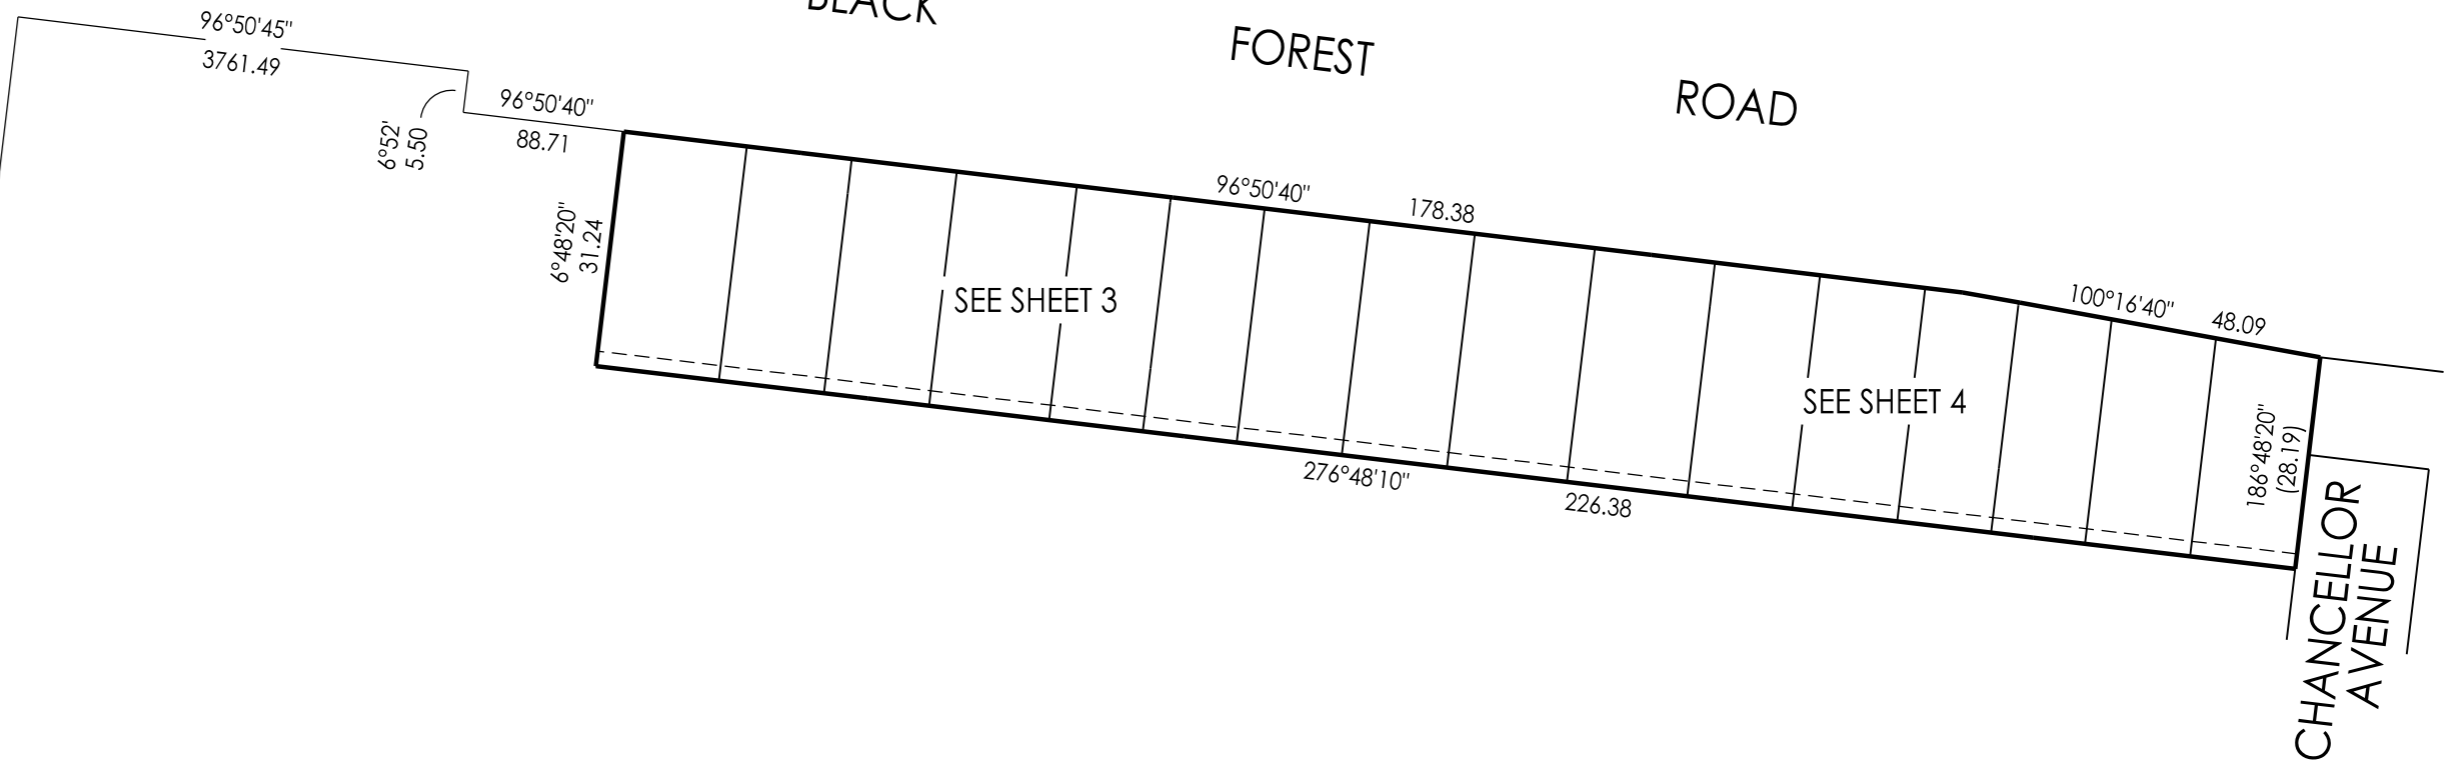 BLACK
FOREST
ROAD
96°50'45"
3761.49
6°52'
5.50
96°50'40"
88.71
96°50'40"
178.38
100°16'40"
48.09
6°48'20"
31.24
SEE SHEET 3
SEE SHEET 4
186°48'20"
(28.19)
276°48'10"
226.38
CHANCELLOR
AVENUE